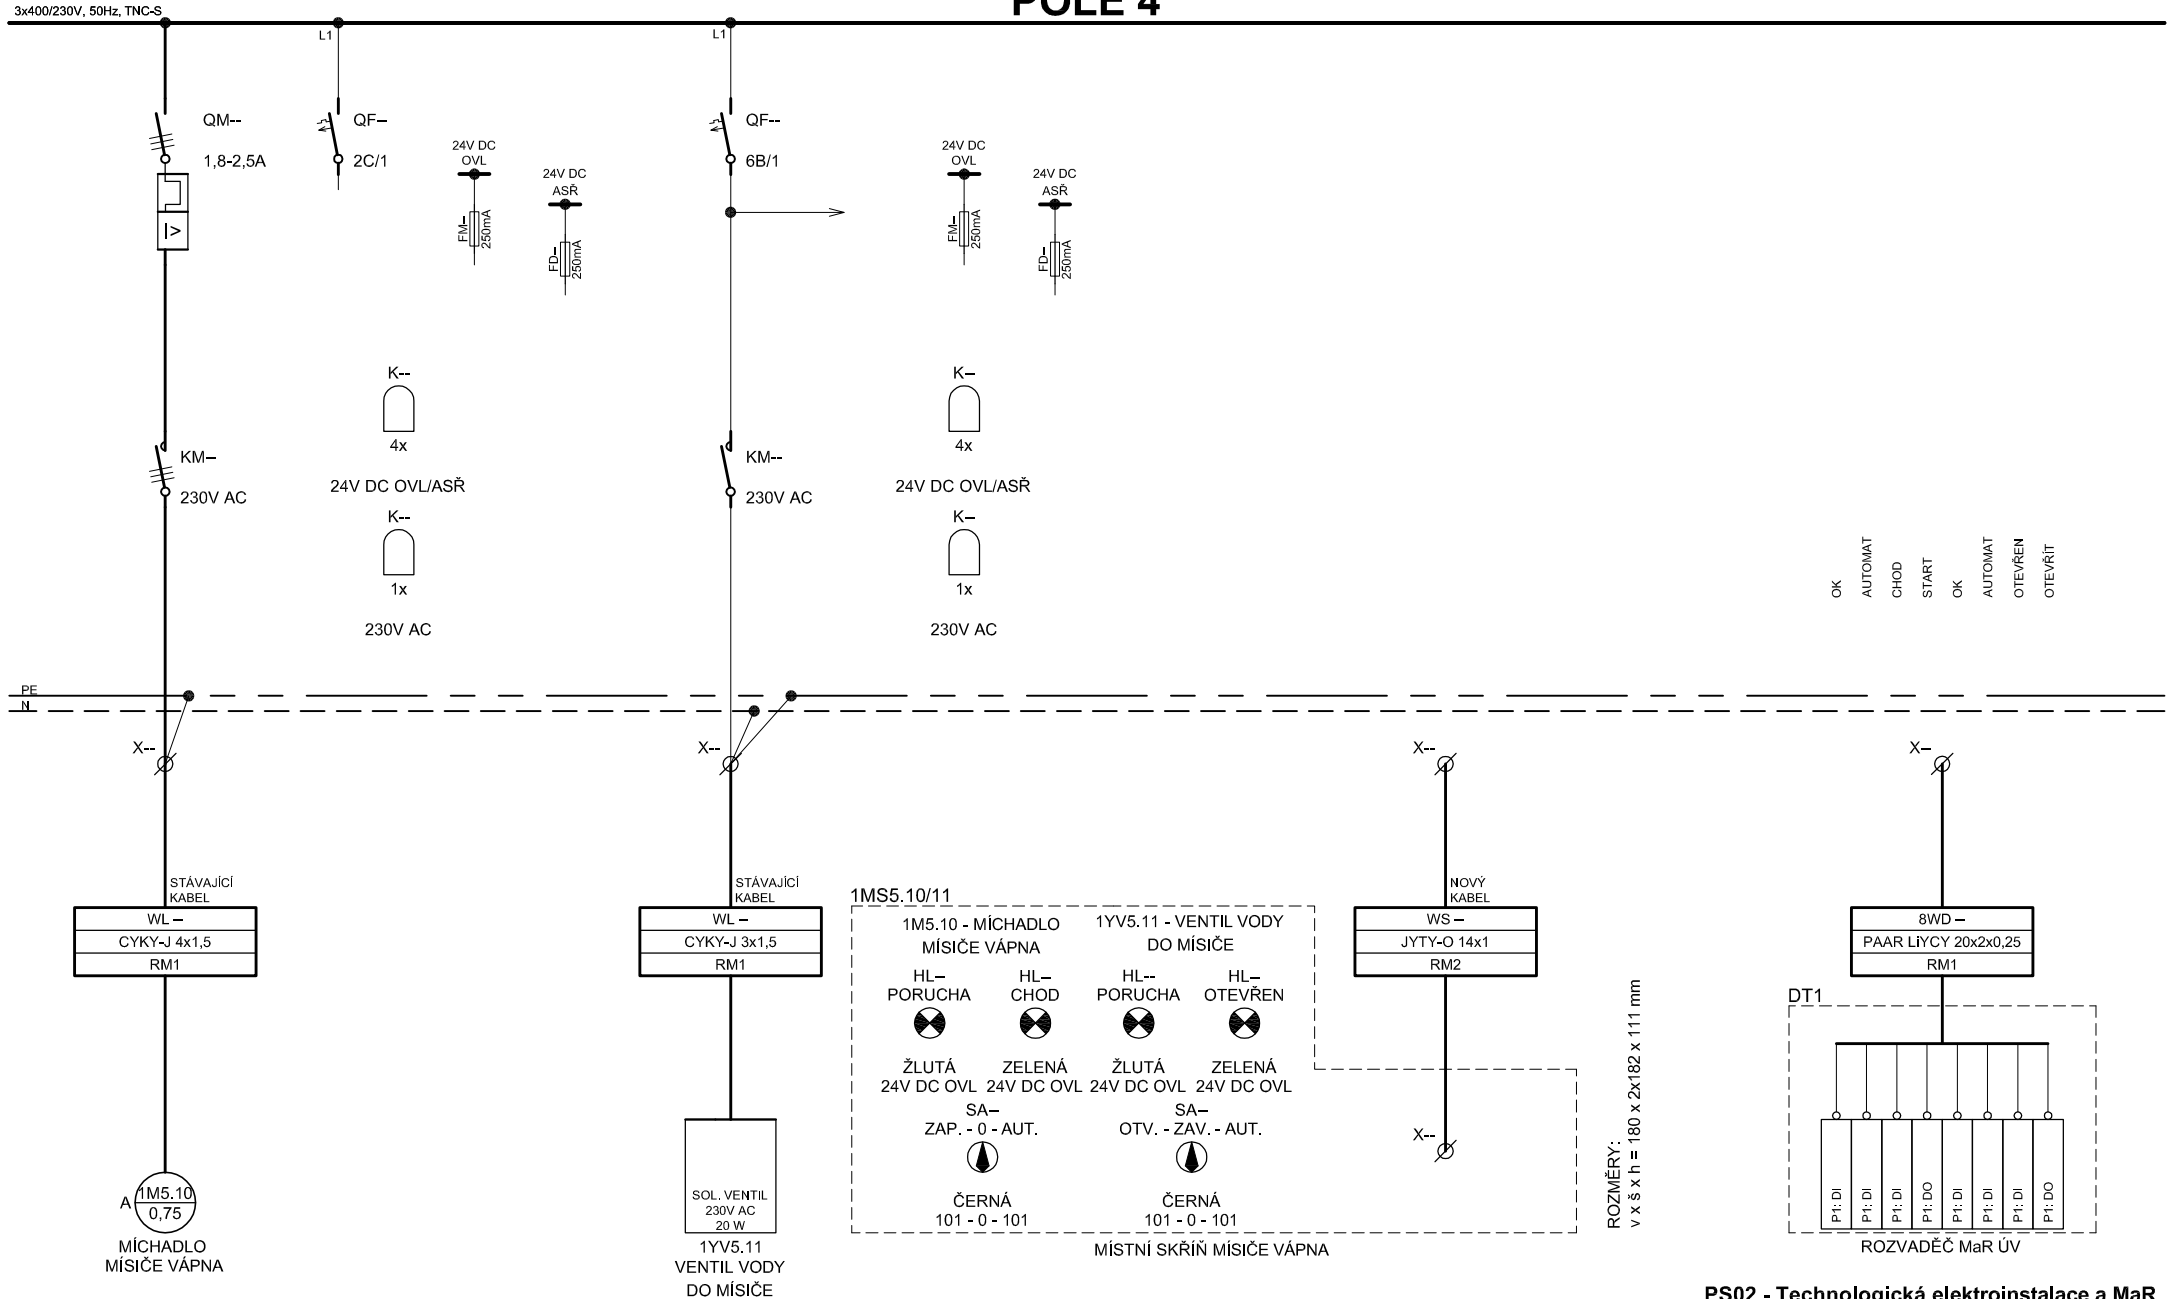 POLE 4
3x400/230V, 50Hz, TNC-S
L1
L1
QM--
1,8-2,5A
QF–
2C/1
24V DC
OVL
FM–
250mA
24V DC
ASŘ
FD–
250mA
QF--
6B/1
24V DC
OVL
FM–
250mA
24V DC
ASŘ
FD–
250mA
I>
K--
4x
24V DC OVL/ASŘ
K--
1x
230V AC
KM–
230V AC
KM--
230V AC
K–
4x
24V DC OVL/ASŘ
K–
1x
230V AC
OK
AUTOMAT
CHOD
START
OK
AUTOMAT
OTEVŘEN
OTEVŘÍT
PE
N
X--
X--
X--
X–
STÁVAJÍCÍ
KABEL
WL –
CYKY-J 4x1,5
RM1
STÁVAJÍCÍ
KABEL
WL –
CYKY-J 3x1,5
RM1
1MS5.10/11
1M5.10 - MÍCHADLO
MÍSIČE VÁPNA
1YV5.11 - VENTIL VODY
DO MÍSIČE
HL–
PORUCHA
HL–
CHOD
HL--
PORUCHA
HL–
OTEVŘEN
ŽLUTÁ
24V DC OVL
ZELENÁ
24V DC OVL
ŽLUTÁ
24V DC OVL
ZELENÁ
24V DC OVL
SA–
ZAP. - 0 - AUT.
SA–
OTV. - ZAV. - AUT.
ČERNÁ
101 - 0 - 101
ČERNÁ
101 - 0 - 101
MÍSTNÍ SKŘÍŇ MÍSIČE VÁPNA
NOVÝ
KABEL
WS –
JYTY-O 14x1
RM2
X--
ROZMĚRY:
v x š x h = 180 x 2x182 x 111 mm
8WD –
PAAR LiYCY 20x2x0,25
RM1
DT1
P1: DI
P1: DI
P1: DI
P1: DO
P1: DI
P1: DI
P1: DI
P1: DO
ROZVADĚČ MaR ÚV
A
1M5.10
0,75
MÍCHADLO
MÍSIČE VÁPNA
SOL. VENTIL
230V AC
20 W
1YV5.11
VENTIL VODY
DO MÍSIČE
PS02 - Technologická elektroinstalace a MaR